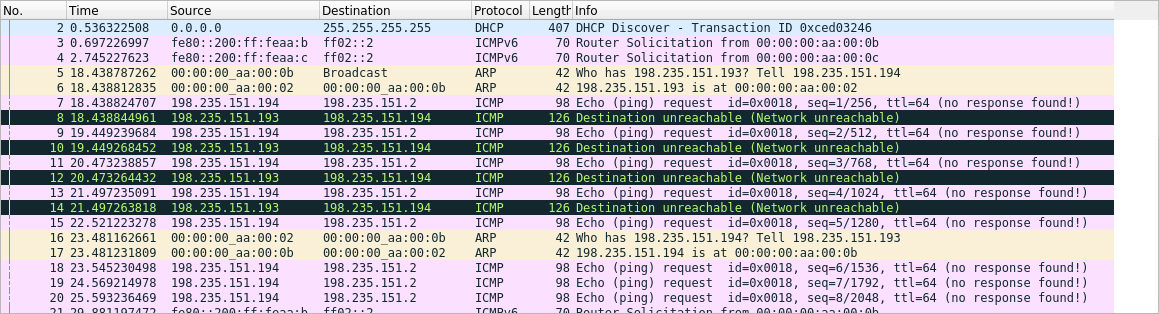 No. Time Source Destination Protocol Length Info
2 0.536322508 0.0.0.0 255.255.255.255 DHCP 407 DHCP Discover - Transaction ID 0xced03246
3 0.697226997 fe80::200:ff:feaa:b ff02::2 ICMPv6 70 Router Solicitation from 00:00:00:aa:00:0b
4 2.745227623 fe80::200:ff:feaa:c ff02::2 ICMPv6 70 Router Solicitation from 00:00:00:aa:00:0c
5 18.438787262 00:00:00_aa:00:0b Broadcast ARP 42 Who has 198.235.151.193? Tell 198.235.151.194
6 18.438812835 00:00:00_aa:00:02 00:00:00_aa:00:0b ARP 42 198.235.151.193 is at 00:00:00:aa:00:02
7 18.438824707 198.235.151.194 198.235.151.2 ICMP 98 Echo (ping) request id=0x0018, seq=1/256, ttl=64 (no response found!)
8 18.438844961 198.235.151.193 198.235.151.194 ICMP 126 Destination unreachable (Network unreachable)
9 19.449239684 198.235.151.194 198.235.151.2 ICMP 98 Echo (ping) request id=0x0018, seq=2/512, ttl=64 (no response found!)
10 19.449268452 198.235.151.193 198.235.151.194 ICMP 126 Destination unreachable (Network unreachable)
11 20.473238857 198.235.151.194 198.235.151.2 ICMP 98 Echo (ping) request id=0x0018, seq=3/768, ttl=64 (no response found!)
12 20.473264432 198.235.151.193 198.235.151.194 ICMP 126 Destination unreachable (Network unreachable)
13 21.497235091 198.235.151.194 198.235.151.2 ICMP 98 Echo (ping) request id=0x0018, seq=4/1024, ttl=64 (no response found!)
14 21.497263818 198.235.151.193 198.235.151.194 ICMP 126 Destination unreachable (Network unreachable)
15 22.521223278 198.235.151.194 198.235.151.2 ICMP 98 Echo (ping) request id=0x0018, seq=5/1280, ttl=64 (no response found!)
16 23.481162661 00:00:00_aa:00:02 00:00:00_aa:00:0b ARP 42 Who has 198.235.151.194? Tell 198.235.151.193
17 23.481231809 00:00:00_aa:00:0b 00:00:00_aa:00:02 ARP 42 198.235.151.194 is at 00:00:00:aa:00:0b
18 23.545230498 198.235.151.194 198.235.151.2 ICMP 98 Echo (ping) request id=0x0018, seq=6/1536, ttl=64 (no response found!)
19 24.569214978 198.235.151.194 198.235.151.2 ICMP 98 Echo (ping) request id=0x0018, seq=7/1792, ttl=64 (no response found!)
20 25.593236469 198.235.151.194 198.235.151.2 ICMP 98 Echo (ping) request id=0x0018, seq=8/2048, ttl=64 (no response found!)
21 29.881197472 fe80::200:ff:feaa:b ff02::2 ICMPv6 70 Router Solicitation from 00:00:00:aa:00:0b